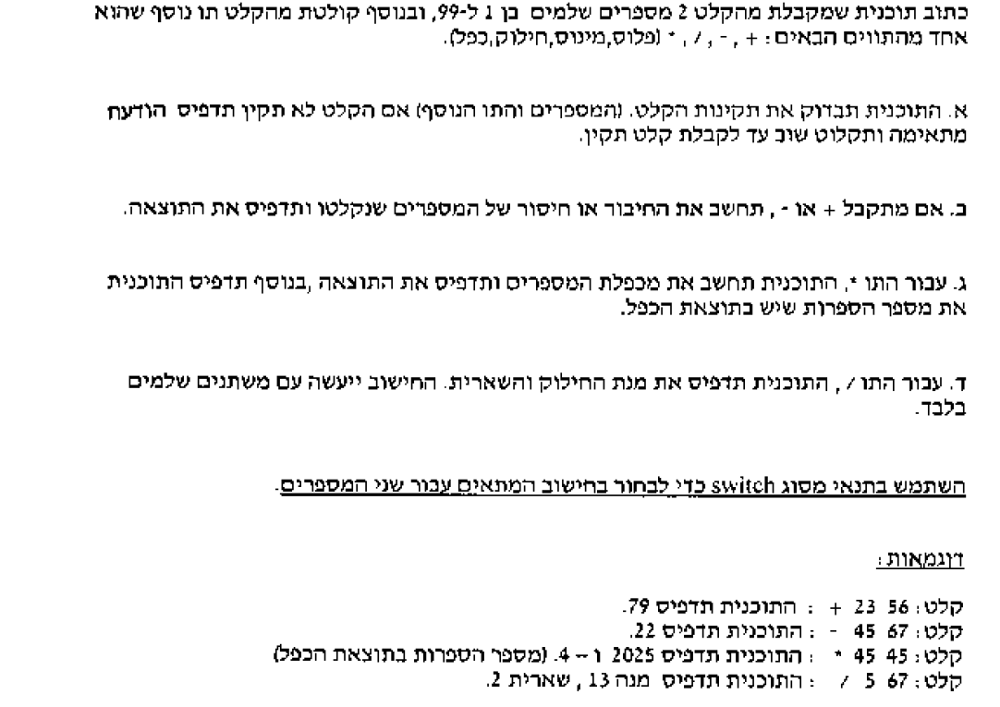 כתוב תוכנית שמקבלת מהקלט 2 מספרים שלמים בן 1 ל-99, ובנוסף קולטת מהקלט תו נוסף שהוא
אחד מהתווים הבאים: + , - , / , * (פלוס,מינוס,חילוק,כפל).
א. התוכנית תבדוק את תקינות הקלט. (המספרים והתו הנוסף) אם הקלט לא תקין תדפיס הודעה
מתאימה ותקלוט שוב עד לקבלת קלט תקין.
ב. אם מתקבל + או - , תחשב את החיבור או חיסור של המספרים שנקלטו ותדפיס את התוצאה.
ג. עבור התו *, התוכנית תחשב את מכפלת המספרים ותדפיס את התוצאה ,בנוסף תדפיס התוכנית
את מספר הספרות שיש בתוצאת הכפל.
ד. עבור התו / , התוכנית תדפיס את מנת החילוק והשארית. החישוב ייעשה עם משתנים שלמים
בלבד.
השתמש בתנאי מסוג switch כדי לבחור בחישוב המתאים עבור שני המספרים.
דוגמאות:
קלט: 56 23 + : התוכנית תדפיס 79.
קלט: 67 45 - : התוכנית תדפיס 22.
קלט: 45 45 * : התוכנית תדפיס 2025 ו – 4. (מספר הספרות בתוצאת הכפל)
קלט: 67 5 / : התוכנית תדפיס מנה 13 , שארית 2.